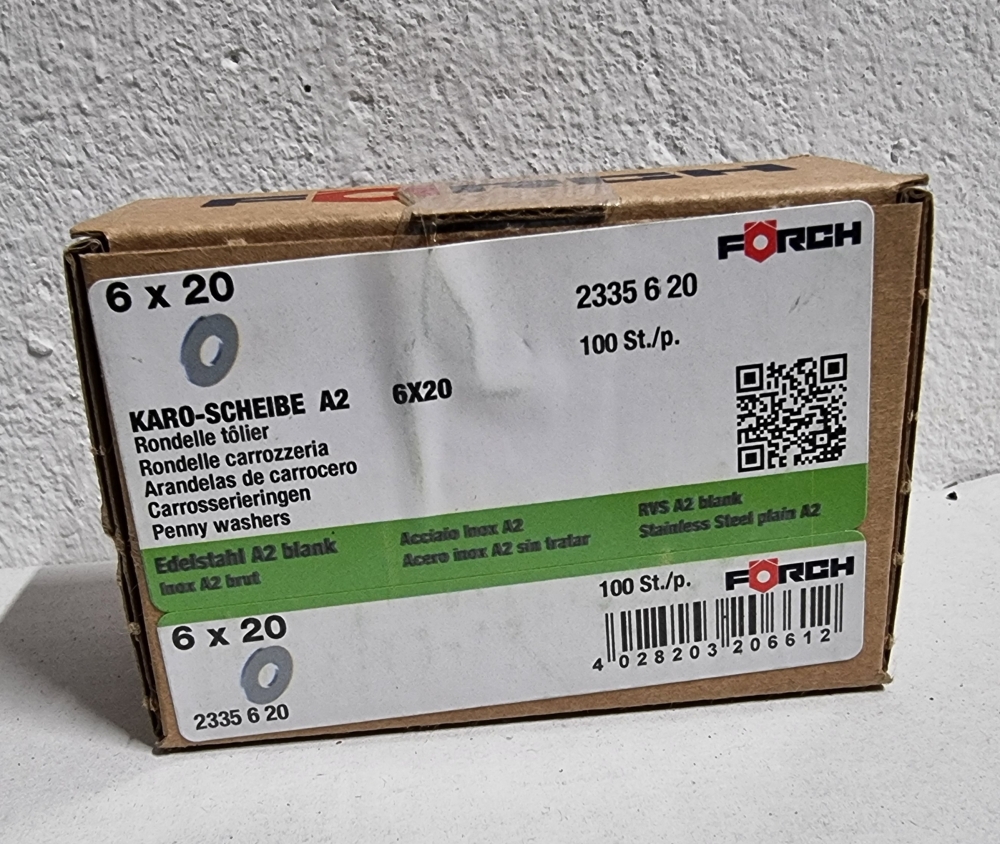 FÖRCH
6 x 20
2335 6 20
100 St./p.
KARO-SCHEIBE A2 6X20
Rondelle tôlier
Rondelle carrozzeria
Arandelas de carrocero
Carrosserieringen
Penny washers
Edelstahl A2 blank
Inox A2 brut
Acciaio Inox A2
Acero inox A2 sin tratar
RVS A2 blank
Stainless Steel plain A2
6 x 20
2335 6 20
100 St./p.
FÖRCH
4 028203 206612